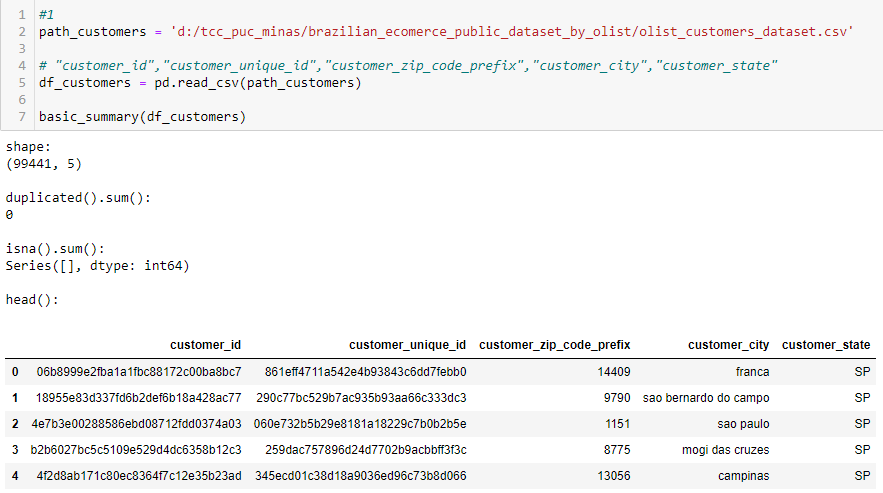 1 #1
2 path_customers = 'd:/tcc_puc_minas/brazilian_ecomerce_public_dataset_by_olist/olist_customers_dataset.csv'
3
4 # "customer_id","customer_unique_id","customer_zip_code_prefix","customer_city","customer_state"
5 df_customers = pd.read_csv(path_customers)
6
7 basic_summary(df_customers)
shape:
(99441, 5)
duplicated().sum():
0
isna().sum():
Series([], dtype: int64)
head():
customer_id customer_unique_id customer_zip_code_prefix customer_city customer_state
0 06b8999e2fba1a1fbc88172c00ba8bc7 861eff4711a542e4b93843c6dd7febb0 14409 franca SP
1 18955e83d337fd6b2def6b18a428ac77 290c77bc529b7ac935b93aa66c333dc3 9790 sao bernardo do campo SP
2 4e7b3e00288586ebd08712fdd0374a03 060e732b5b29e8181a18229c7b0b2b5e 1151 sao paulo SP
3 b2b6027bc5c5109e529d4dc6358b12c3 259dac757896d24d7702b9acbbff3f3c 8775 mogi das cruzes SP
4 4f2d8ab171c80ec8364f7c12e35b23ad 345ecd01c38d18a9036ed96c73b8d066 13056 campinas SP